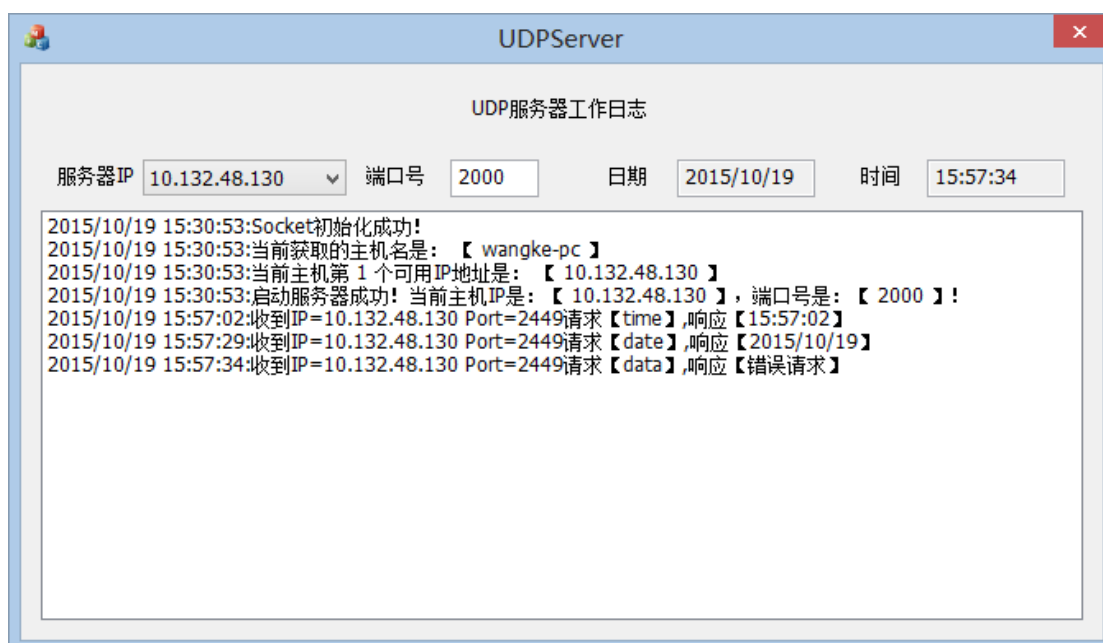 UDPServer
UDP服务器工作日志
服务器IP 10.132.48.130 端口号 2000 日期 2015/10/19 时间 15:57:34
2015/10/19 15:30:53:Socket初始化成功!
2015/10/19 15:30:53:当前获取的主机名是: 【 wangke-pc 】
2015/10/19 15:30:53:当前主机第 1 个可用IP地址是: 【 10.132.48.130 】
2015/10/19 15:30:53:启动服务器成功! 当前主机IP是: 【 10.132.48.130 】, 端口号是: 【 2000 】!
2015/10/19 15:57:02:收到IP=10.132.48.130 Port=2449请求【time】,响应【15:57:02】
2015/10/19 15:57:29:收到IP=10.132.48.130 Port=2449请求【date】,响应【2015/10/19】
2015/10/19 15:57:34:收到IP=10.132.48.130 Port=2449请求【data】,响应【错误请求】